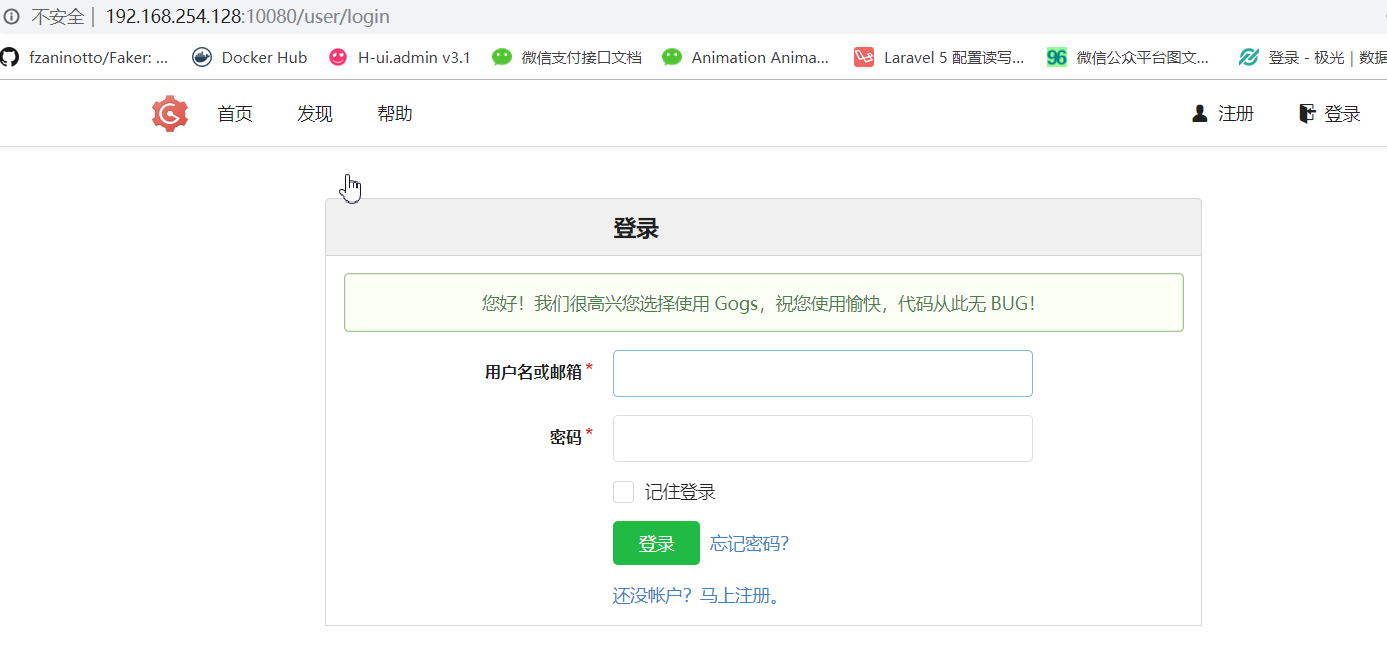 不安全 | 192.168.254.128:10080/user/login
fzaninotto/Faker: ... Docker Hub H-ui.admin v3.1 微信支付接口文档 Animation Anima... Laravel 5 配置读写... 96 微信公众平台图文... 登录 - 极光 | 数据
首页 发现 帮助 注册 登录
登录
您好！我们很高兴您选择使用 Gogs，祝您使用愉快，代码从此无 BUG！
用户名或邮箱 *
密码 *
记住登录
登录 忘记密码？
还没帐户？马上注册。